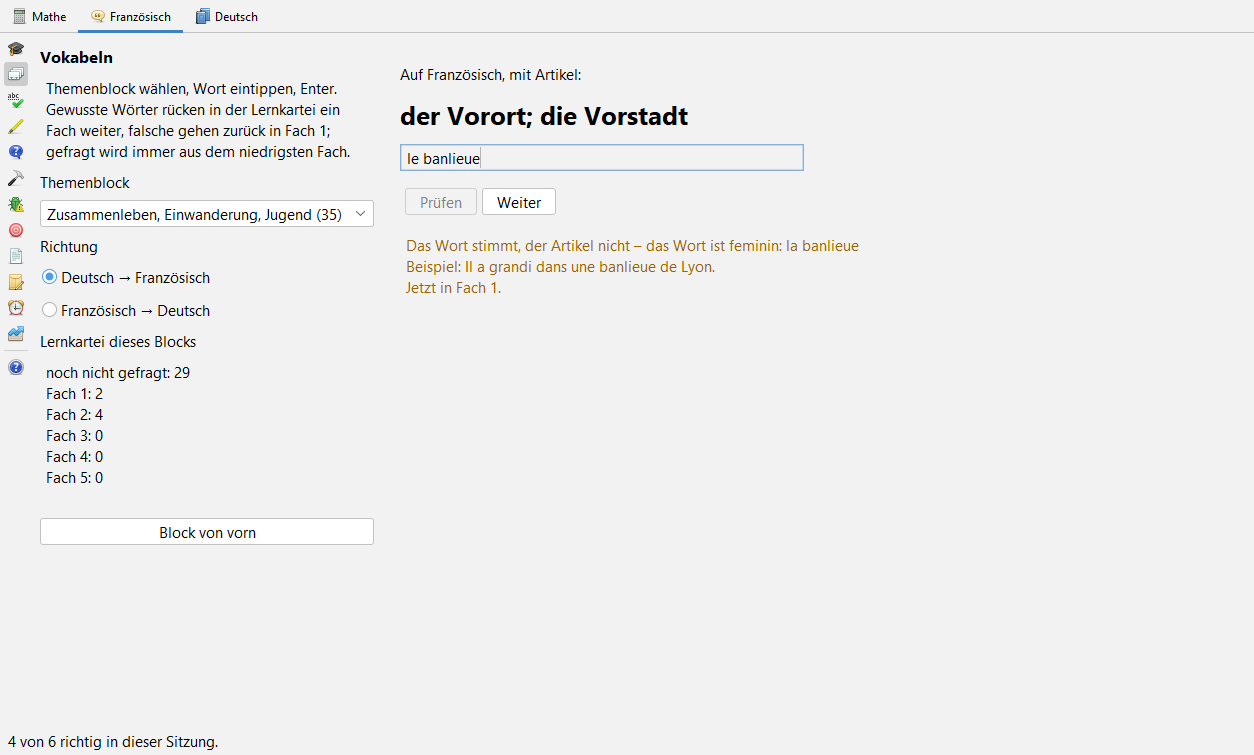 Mathe
Französisch
Deutsch
Vokabeln
Themenblock wählen, Wort eintippen, Enter.
Gewusste Wörter rücken in der Lernkartei ein
Fach weiter, falsche gehen zurück in Fach 1;
gefragt wird immer aus dem niedrigsten Fach.
Themenblock
Zusammenleben, Einwanderung, Jugend (35)
Richtung
Deutsch → Französisch
Französisch → Deutsch
Lernkartei dieses Blocks
noch nicht gefragt: 29
Fach 1: 2
Fach 2: 4
Fach 3: 0
Fach 4: 0
Fach 5: 0
Block von vorn
Auf Französisch, mit Artikel:
der Vorort; die Vorstadt
le banlieue
Prüfen
Weiter
Das Wort stimmt, der Artikel nicht – das Wort ist feminin: la banlieue
Beispiel: Il a grandi dans une banlieue de Lyon.
Jetzt in Fach 1.
4 von 6 richtig in dieser Sitzung.